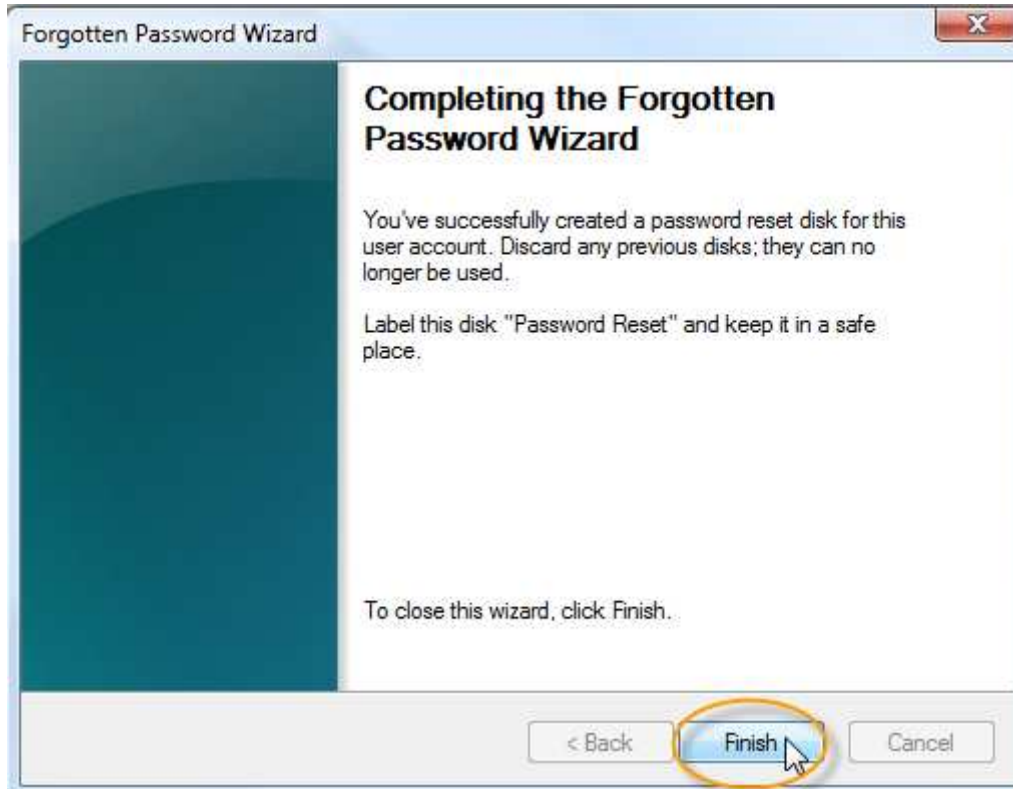 Forgotten Password Wizard
Completing the Forgotten
Password Wizard
You've successfully created a password reset disk for this
user account. Discard any previous disks; they can no
longer be used.
Label this disk "Password Reset" and keep it in a safe
place.
To close this wizard, click Finish.
< Back
Finish
Cancel